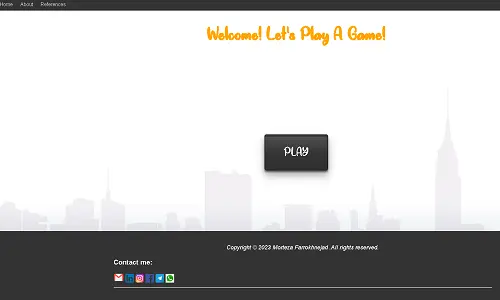 Home About References
Welcome! Let's Play A Game!
PLAY
Copyright © 2023 Morteza Farrokhnejad. All rights reserved.
Contact me: